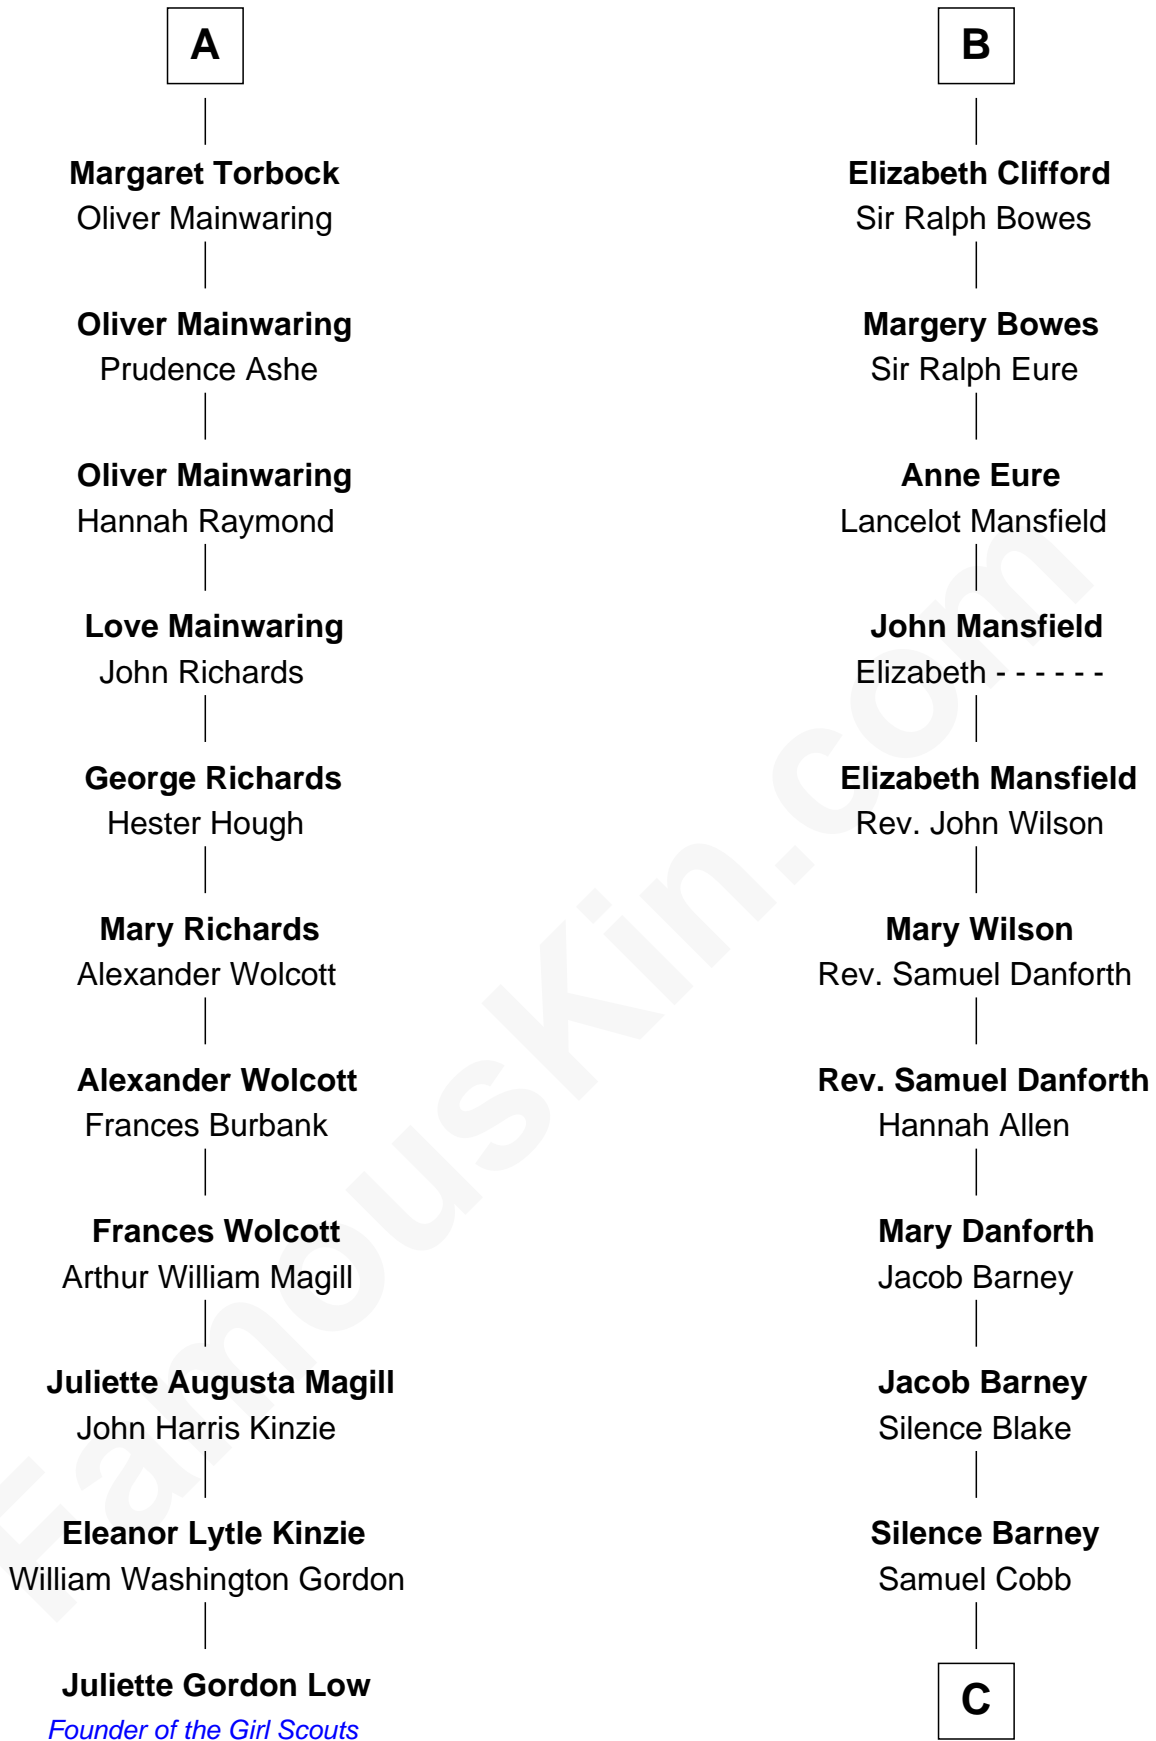 A
Margaret Torbock
Oliver Mainwaring
Oliver Mainwaring
Prudence Ashe
Oliver Mainwaring
Hannah Raymond
Love Mainwaring
John Richards
George Richards
Hester Hough
Mary Richards
Alexander Wolcott
Alexander Wolcott
Frances Burbank
Frances Wolcott
Arthur William Magill
Juliette Augusta Magill
John Harris Kinzie
Eleanor Lytle Kinzie
William Washington Gordon
Juliette Gordon Low
Founder of the Girl Scouts
B
Elizabeth Clifford
Sir Ralph Bowes
Margery Bowes
Sir Ralph Eure
Anne Eure
Lancelot Mansfield
John Mansfield
Elizabeth - - - - - -
Elizabeth Mansfield
Rev. John Wilson
Mary Wilson
Rev. Samuel Danforth
Rev. Samuel Danforth
Hannah Allen
Mary Danforth
Jacob Barney
Jacob Barney
Silence Blake
Silence Barney
Samuel Cobb
C
FamousKin.com